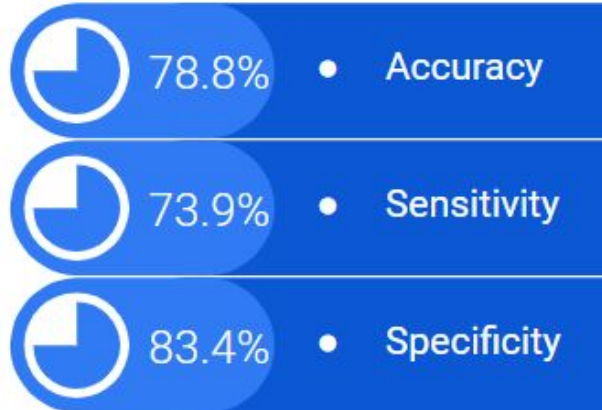 78.8% • Accuracy
73.9% • Sensitivity
83.4% • Specificity